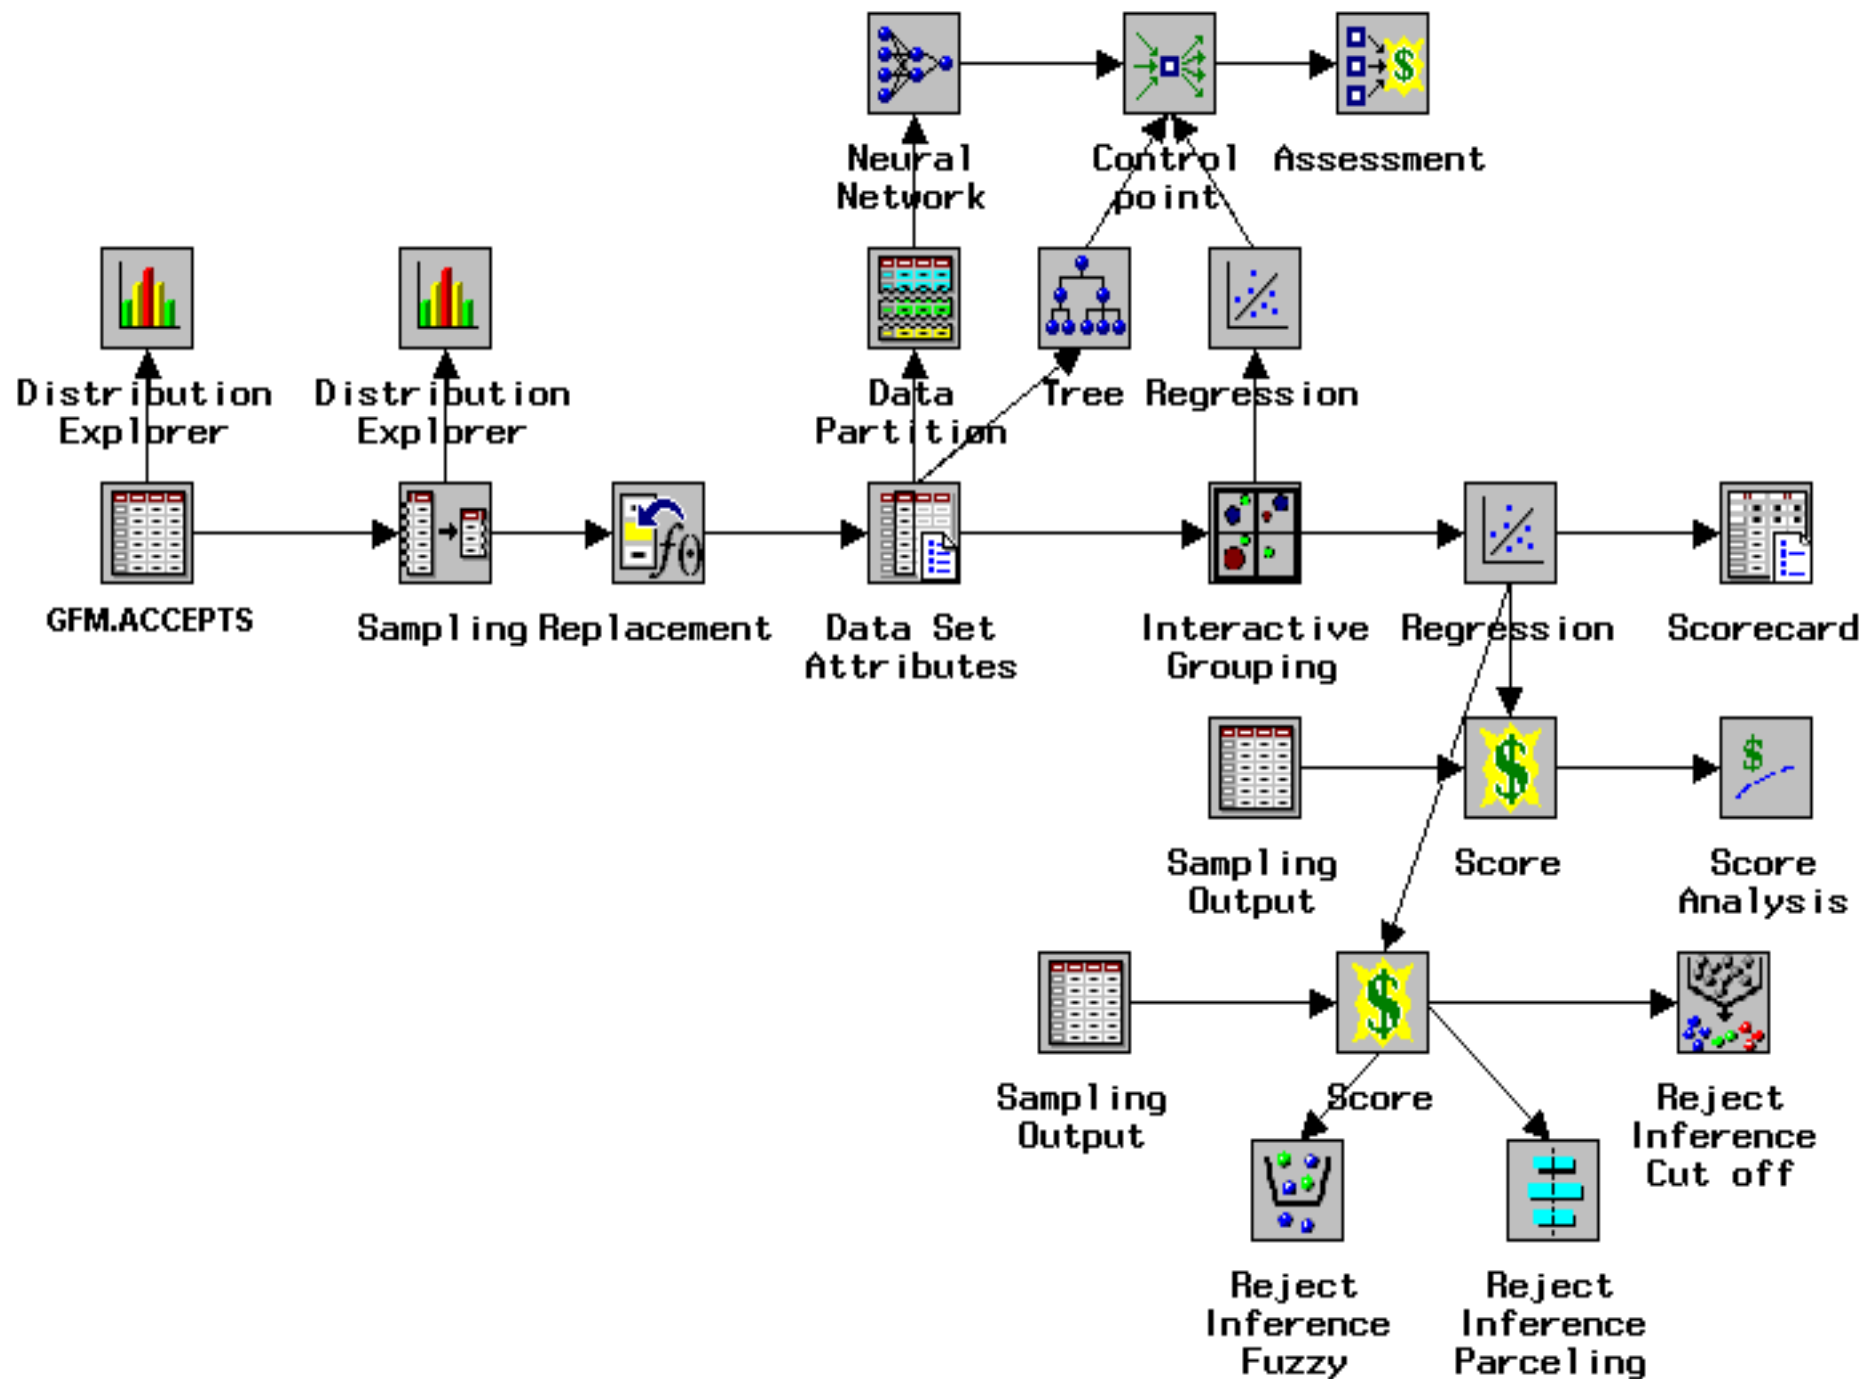 Neural
Network
Control
point
Assessment
Distribution
Explorer
Distribution
Explorer
Data
Partition
Tree
Regression
GFM.ACCEPTS
Sampling
Replacement
Data Set
Attributes
Interactive
Grouping
Regression
Scorecard
Sampling
Output
Score
Score
Analysis
Sampling
Output
Score
Reject
Inference
Cut off
Reject
Inference
Fuzzy
Reject
Inference
Parceling